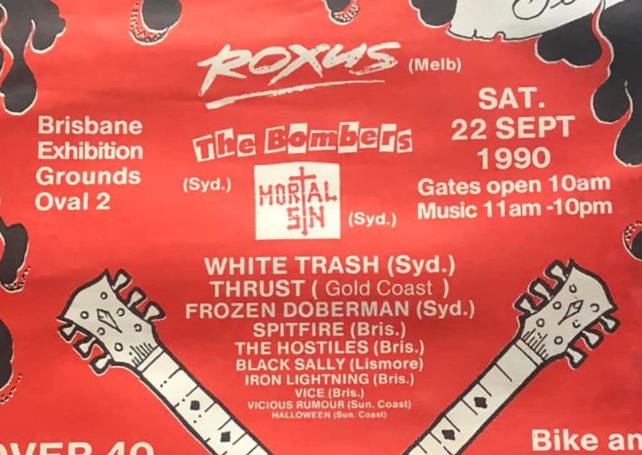 ROXUS (Melb)
Brisbane
Exhibition
Grounds
Oval 2
The Bombers
(Syd.)
MORTAL
SIN
(Syd.)
SAT.
22 SEPT
1990
Gates open 10am
Music 11am -10pm
WHITE TRASH (Syd.)
THRUST ( Gold Coast )
FROZEN DOBERMAN (Syd.)
SPITFIRE (Bris.)
THE HOSTILES (Bris.)
BLACK SALLY (Lismore)
IRON LIGHTNING (Bris.)
VICE (Bris.)
VICIOUS RUMOUR (Sun. Coast)
HALLOWEEN (Sun. Coast)
OVER 40
Bike an